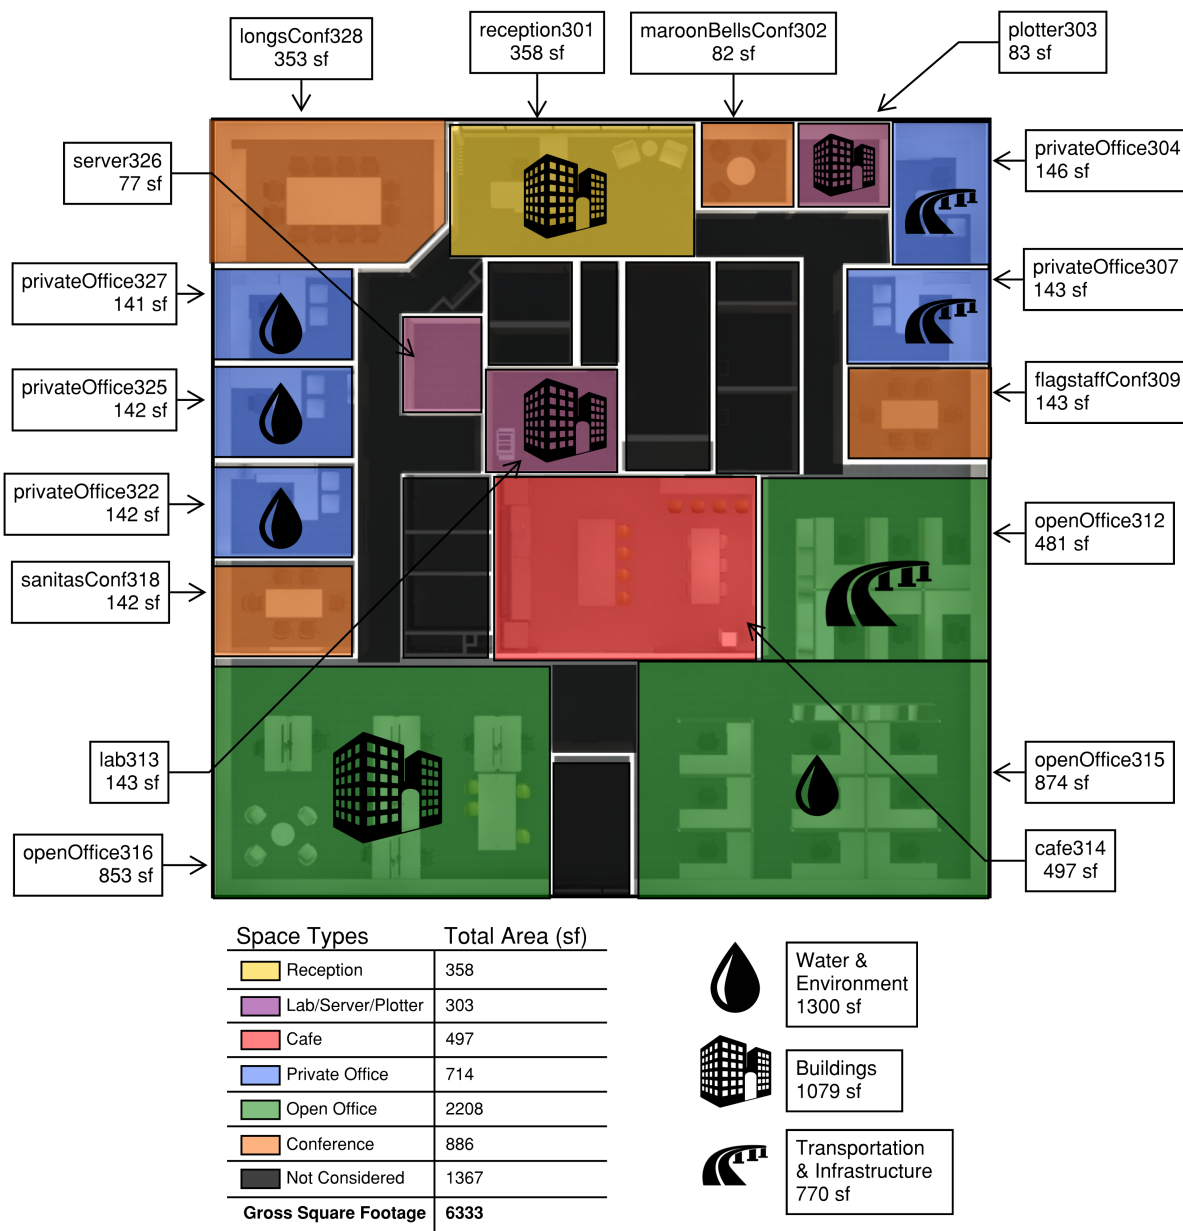 longsConf328
353 sf
reception301
358 sf
maroonBellsConf302
82 sf
plotter303
83 sf
server326
77 sf
privateOffice304
146 sf
privateOffice327
141 sf
privateOffice307
143 sf
privateOffice325
142 sf
flagstaffConf309
143 sf
privateOffice322
142 sf
openOffice312
481 sf
sanitasConf318
142 sf
lab313
143 sf
openOffice315
874 sf
openOffice316
853 sf
cafe314
497 sf
Space Types Total Area (sf)
Reception 358
Lab/Server/Plotter 303
Cafe 497
Private Office 714
Open Office 2208
Conference 886
Not Considered 1367
Gross Square Footage 6333
Water &
Environment
1300 sf
Buildings
1079 sf
Transportation
& Infrastructure
770 sf